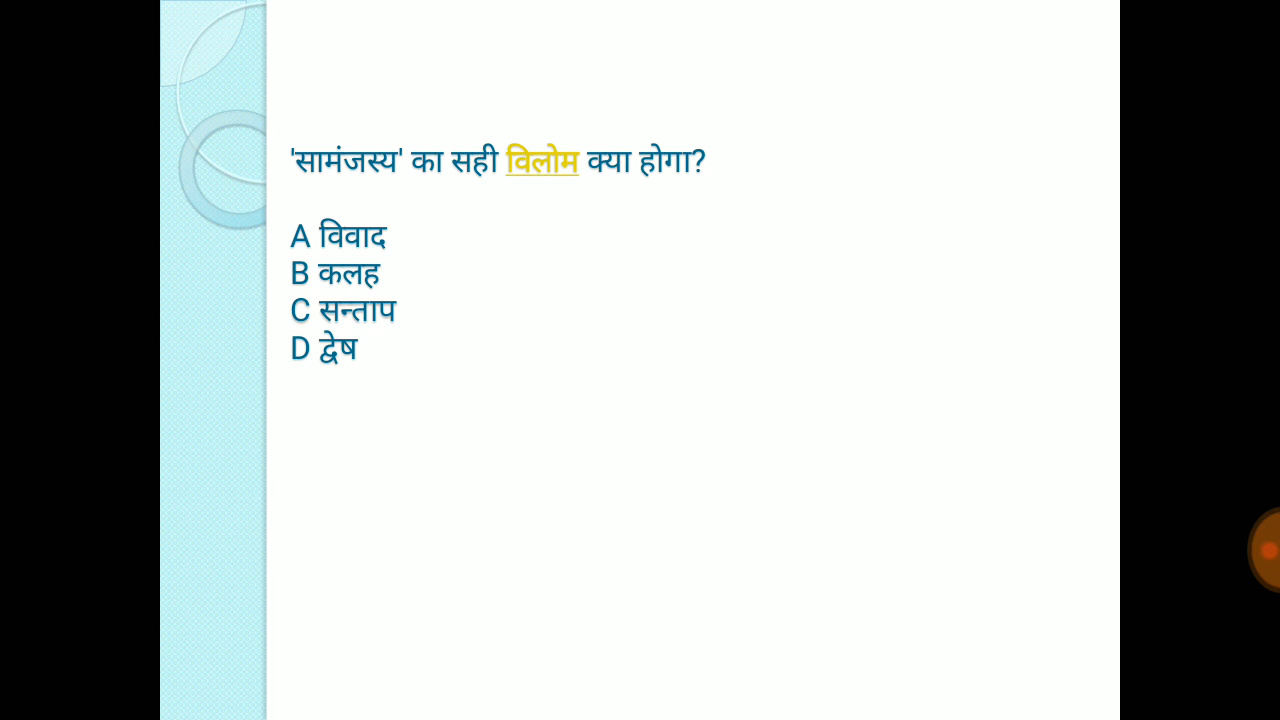 'सामंजस्य' का सही विलोम क्या होगा?
A विवाद
B कलह
C सन्ताप
D द्वेष